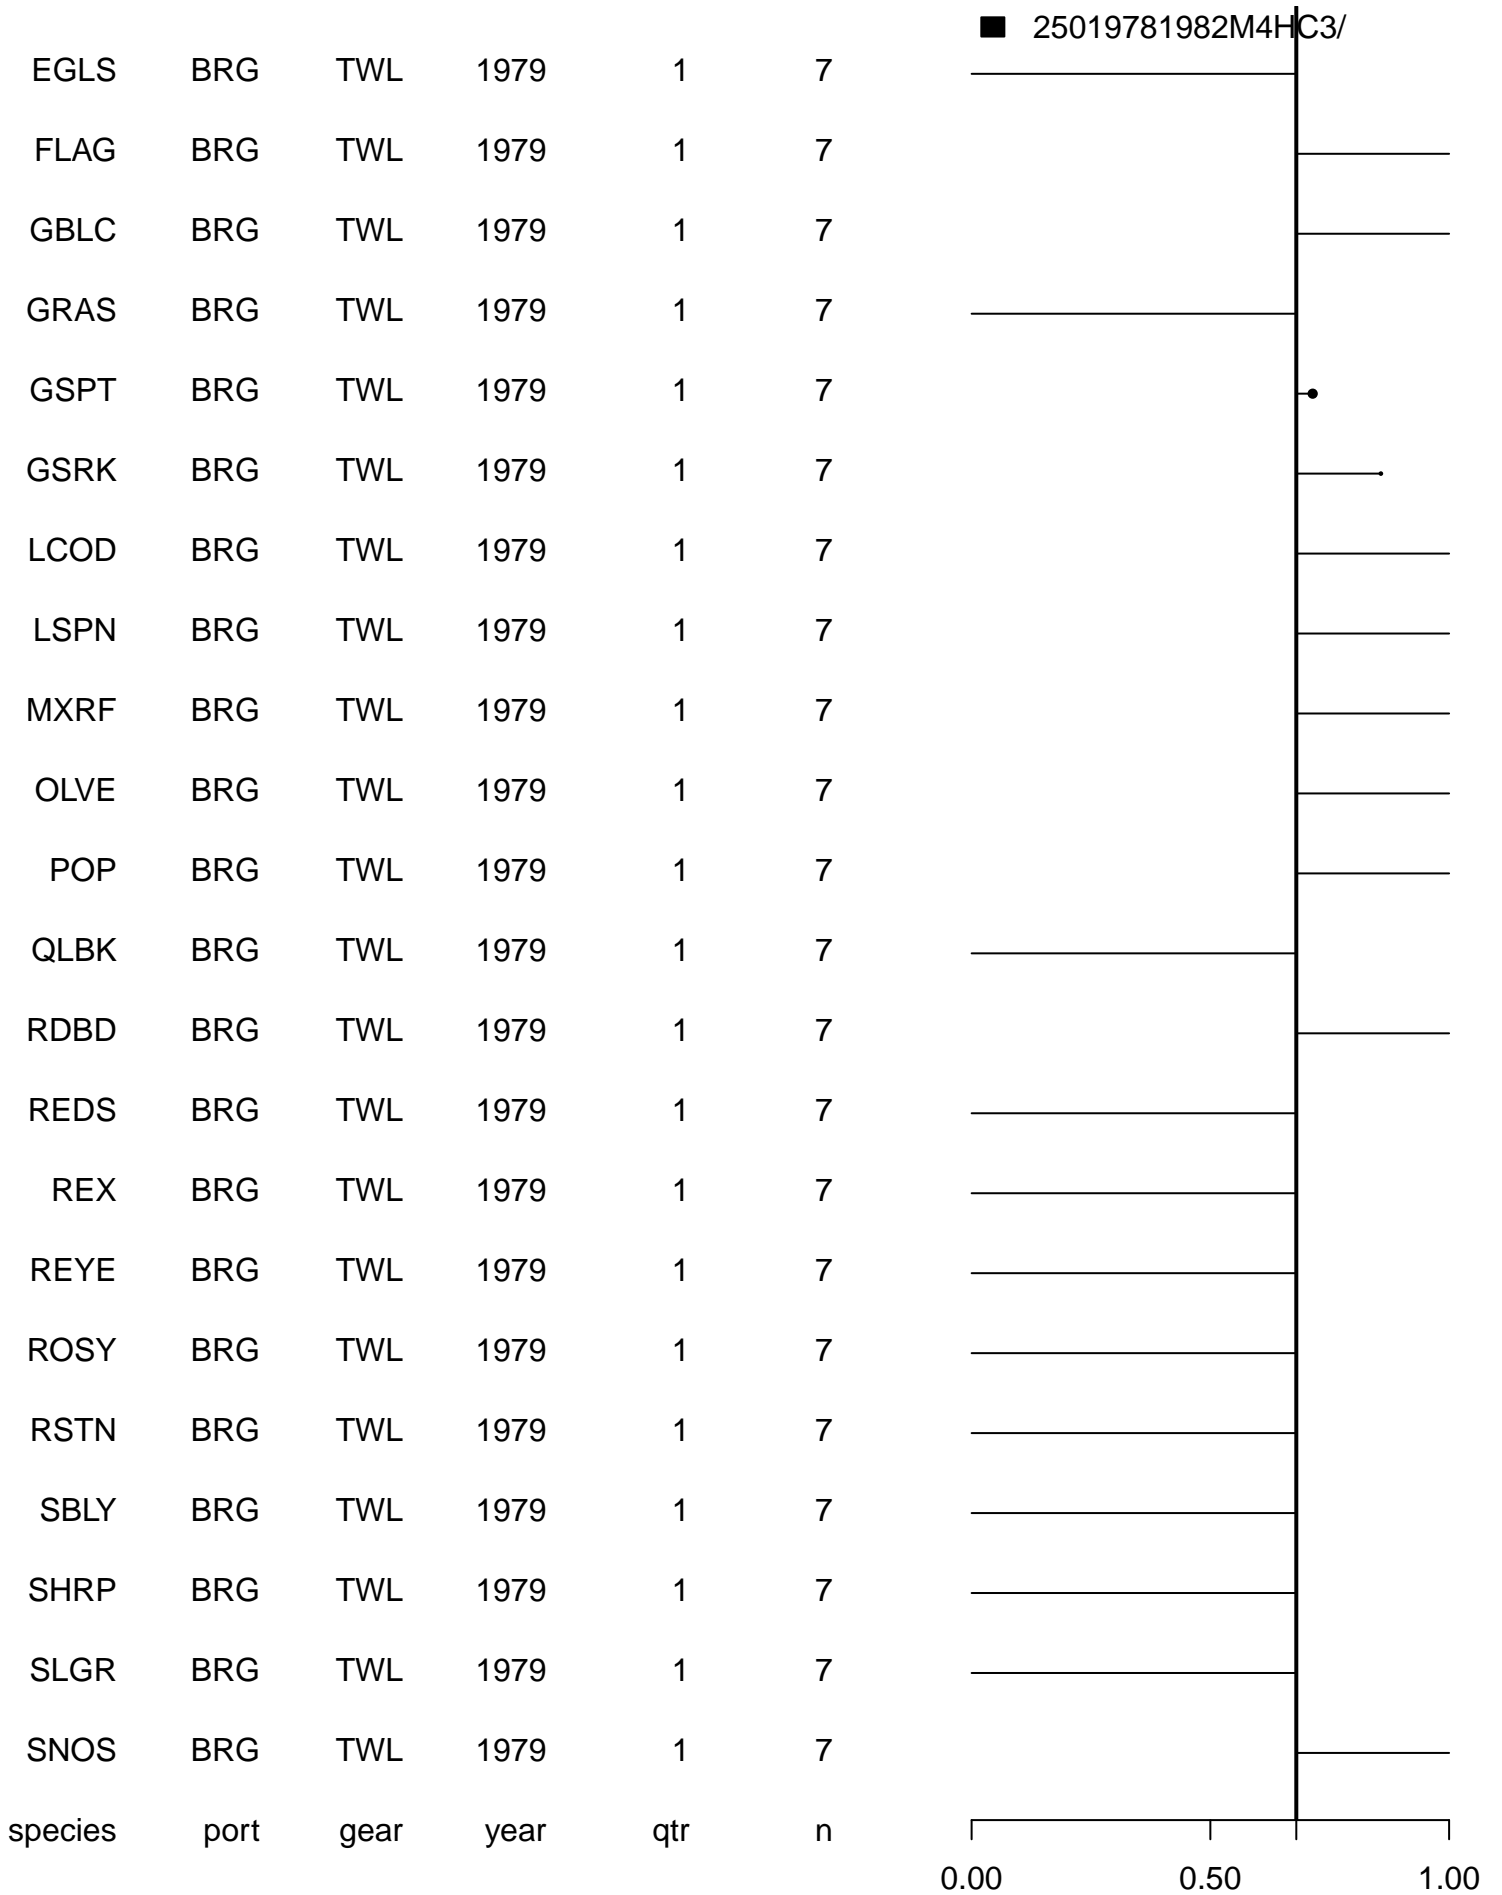 25019781982M4HC3/
EGLS BRG TWL 1979 1 7
FLAG BRG TWL 1979 1 7
GBLC BRG TWL 1979 1 7
GRAS BRG TWL 1979 1 7
GSPT BRG TWL 1979 1 7
GSRK BRG TWL 1979 1 7
LCOD BRG TWL 1979 1 7
LSPN BRG TWL 1979 1 7
MXRF BRG TWL 1979 1 7
OLVE BRG TWL 1979 1 7
POP BRG TWL 1979 1 7
QLBK BRG TWL 1979 1 7
RDBD BRG TWL 1979 1 7
REDS BRG TWL 1979 1 7
REX BRG TWL 1979 1 7
REYE BRG TWL 1979 1 7
ROSY BRG TWL 1979 1 7
RSTN BRG TWL 1979 1 7
SBLY BRG TWL 1979 1 7
SHRP BRG TWL 1979 1 7
SLGR BRG TWL 1979 1 7
SNOS BRG TWL 1979 1 7
species port gear year qtr n
0.00 0.50 1.00